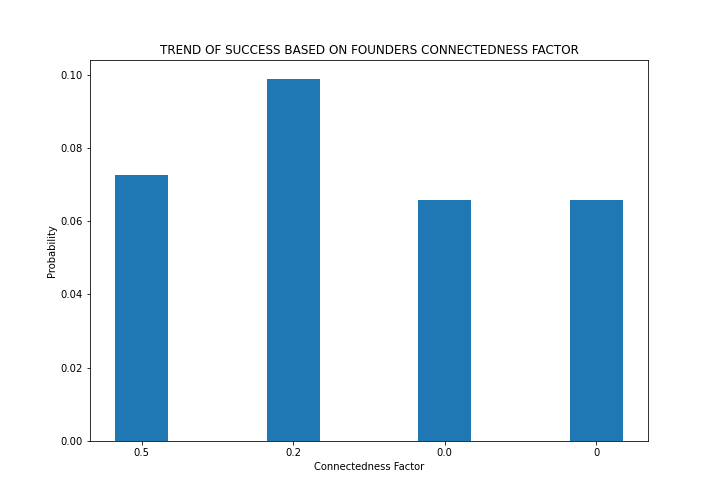 TREND OF SUCCESS BASED ON FOUNDERS CONNECTEDNESS FACTOR
0.10
0.08
0.06
0.04
0.02
0.00
Probability
0.5 0.2 0.0 0
Connectedness Factor